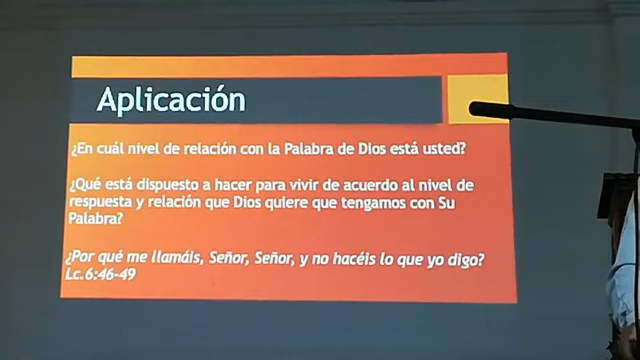 Aplicación
¿En cuál nivel de relación con la Palabra de Dios está usted?
¿Qué está dispuesto a hacer para vivir de acuerdo al nivel de
respuesta y relación que Dios quiere que tengamos con Su
Palabra?
¿Por qué me llamáis, Señor, Señor, y no hacéis lo que yo digo?
Lc.6:46-49